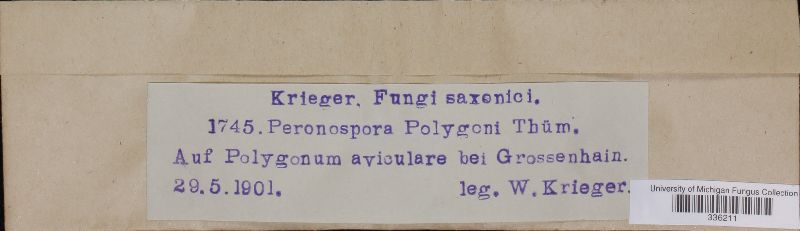 Krieger, Fungi saxonici.
1745. Peronospora Polygoni Thüm.
Auf Polygonum aviculare bei Grossenhain.
29.5.1901. leg. W. Krieger.
University of Michigan Fungus Collection
336211